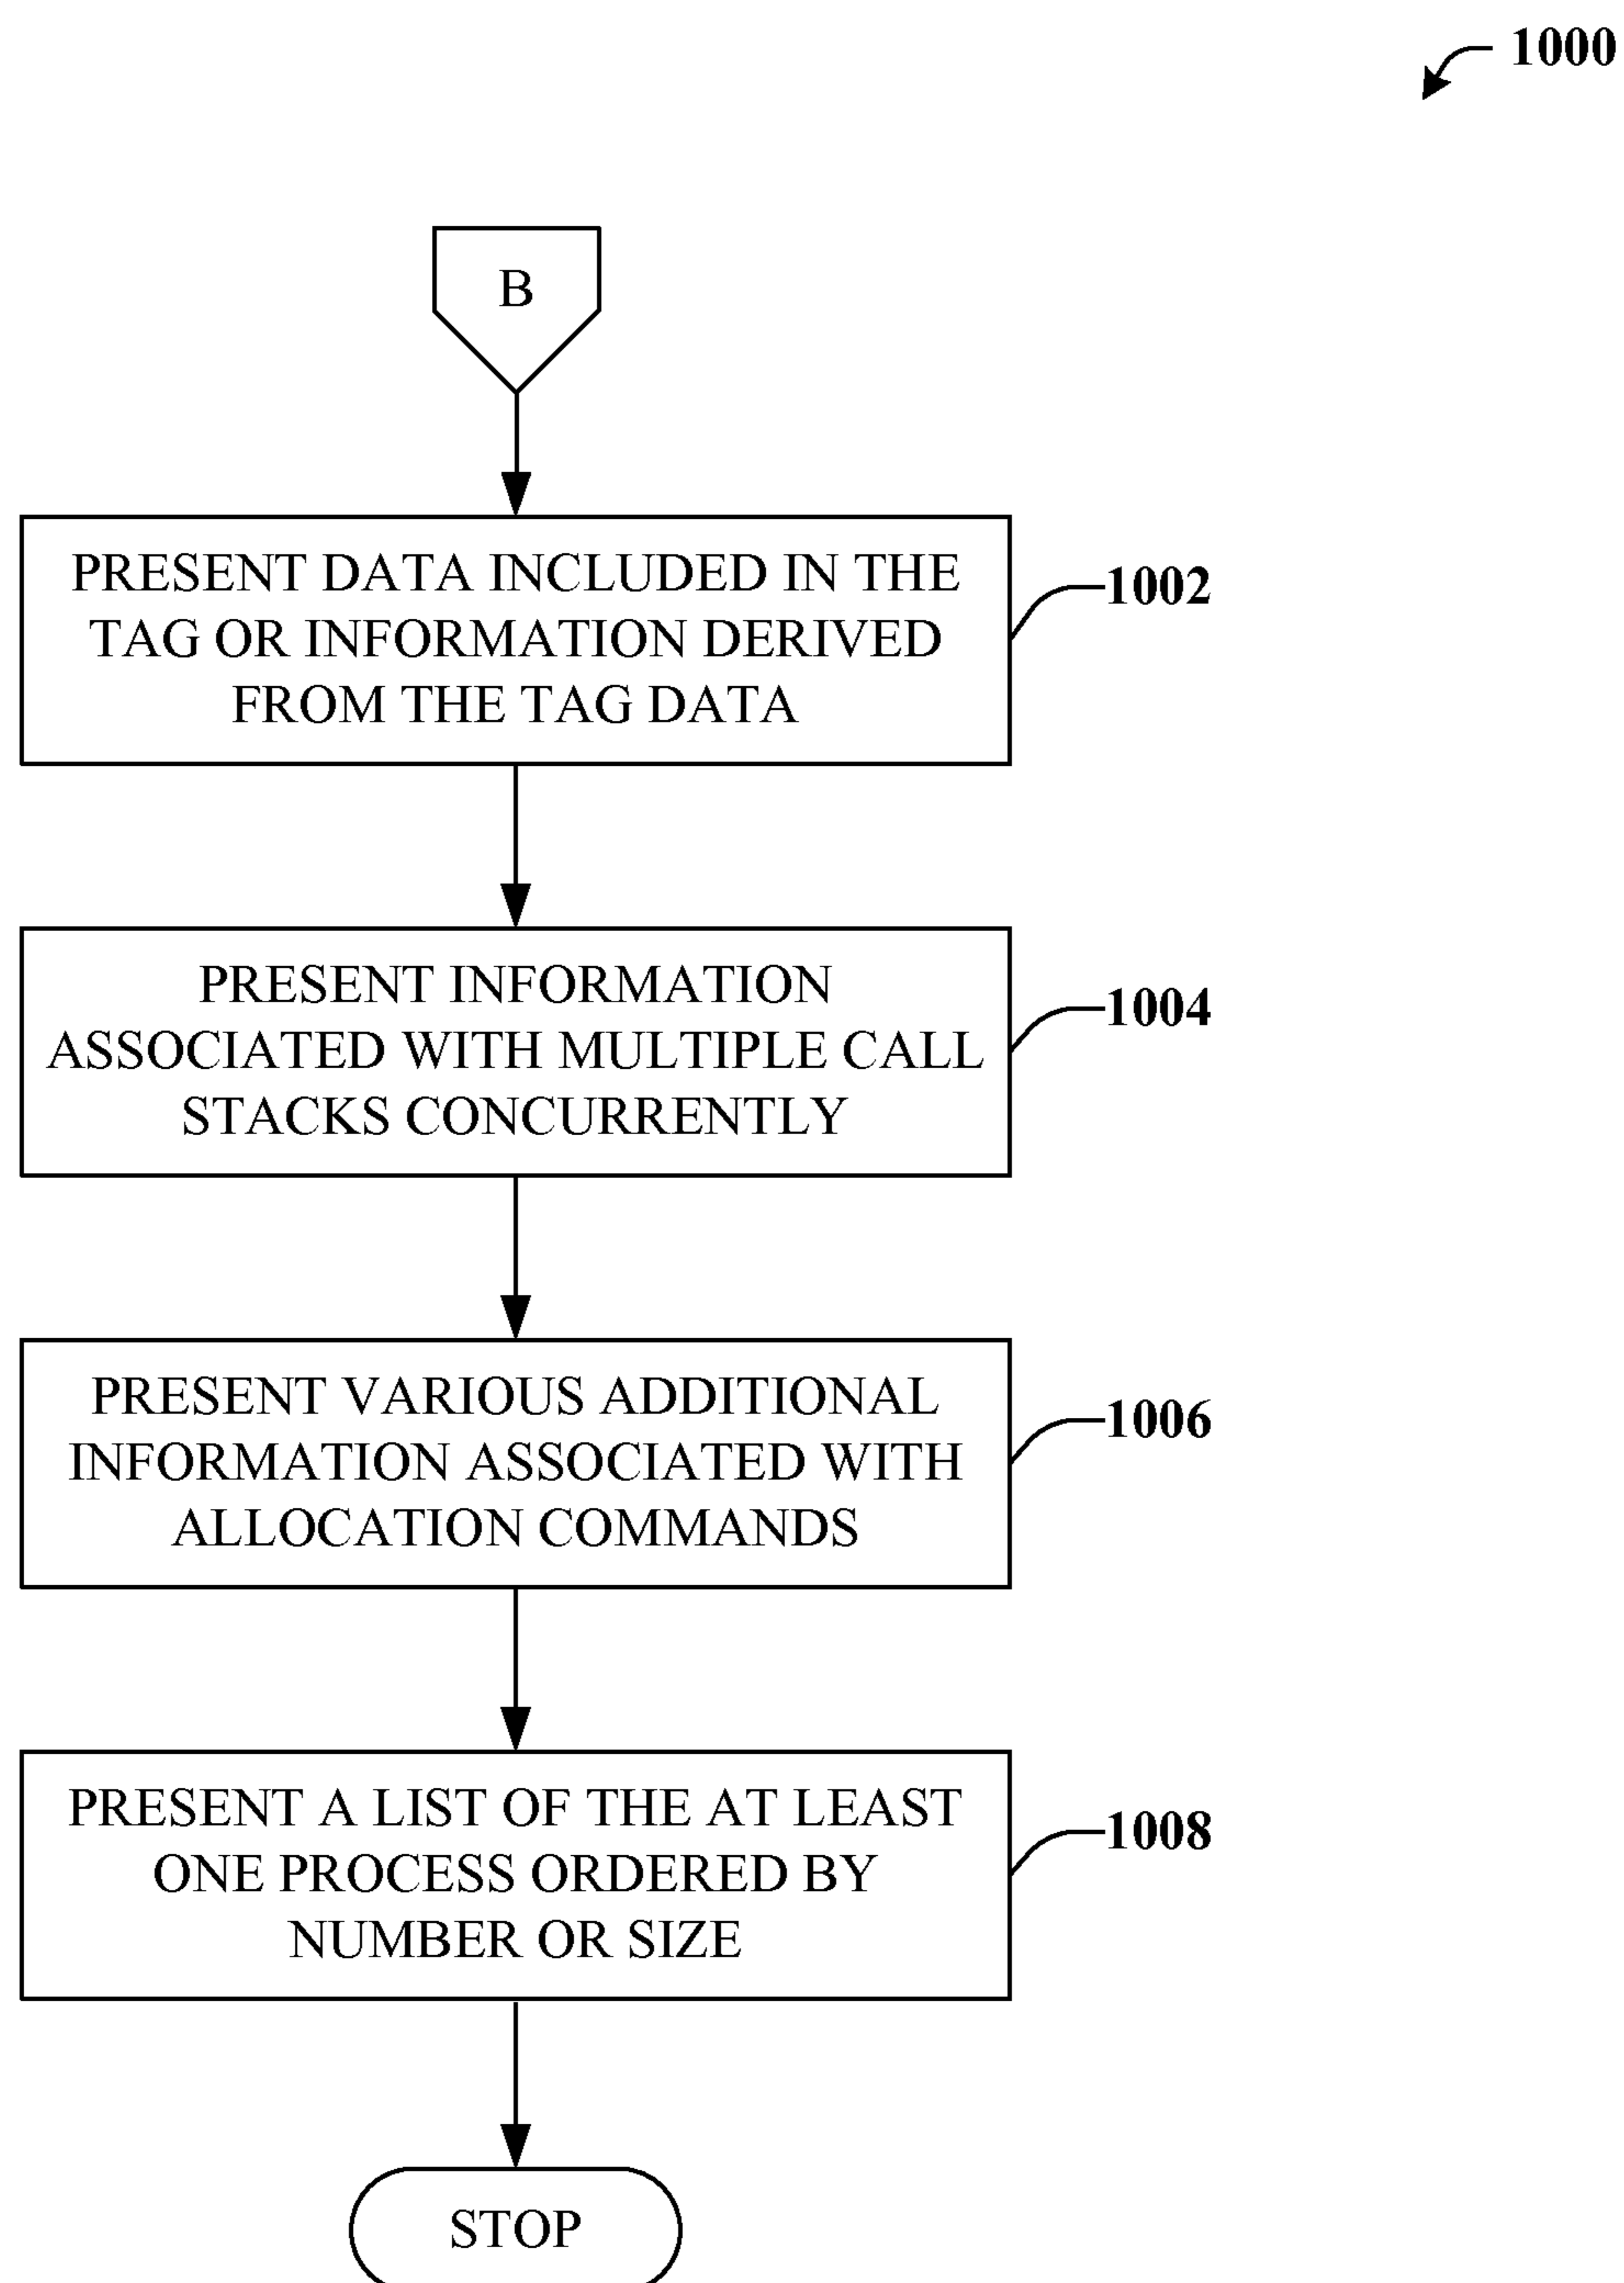 1000
B
PRESENT DATA INCLUDED IN THE
TAG OR INFORMATION DERIVED
FROM THE TAG DATA
1002
PRESENT INFORMATION
ASSOCIATED WITH MULTIPLE CALL
STACKS CONCURRENTLY
1004
PRESENT VARIOUS ADDITIONAL
INFORMATION ASSOCIATED WITH
ALLOCATION COMMANDS
1006
PRESENT A LIST OF THE AT LEAST
ONE PROCESS ORDERED BY
NUMBER OR SIZE
1008
STOP